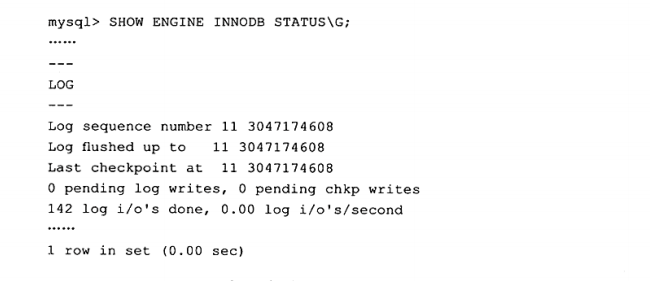 mysql> SHOW ENGINE INNODB STATUS\G;
......
---
LOG
---
Log sequence number 11 3047174608
Log flushed up to   11 3047174608
Last checkpoint at  11 3047174608
0 pending log writes, 0 pending chkp writes
142 log i/o's done, 0.00 log i/o's/second
......
1 row in set (0.00 sec)